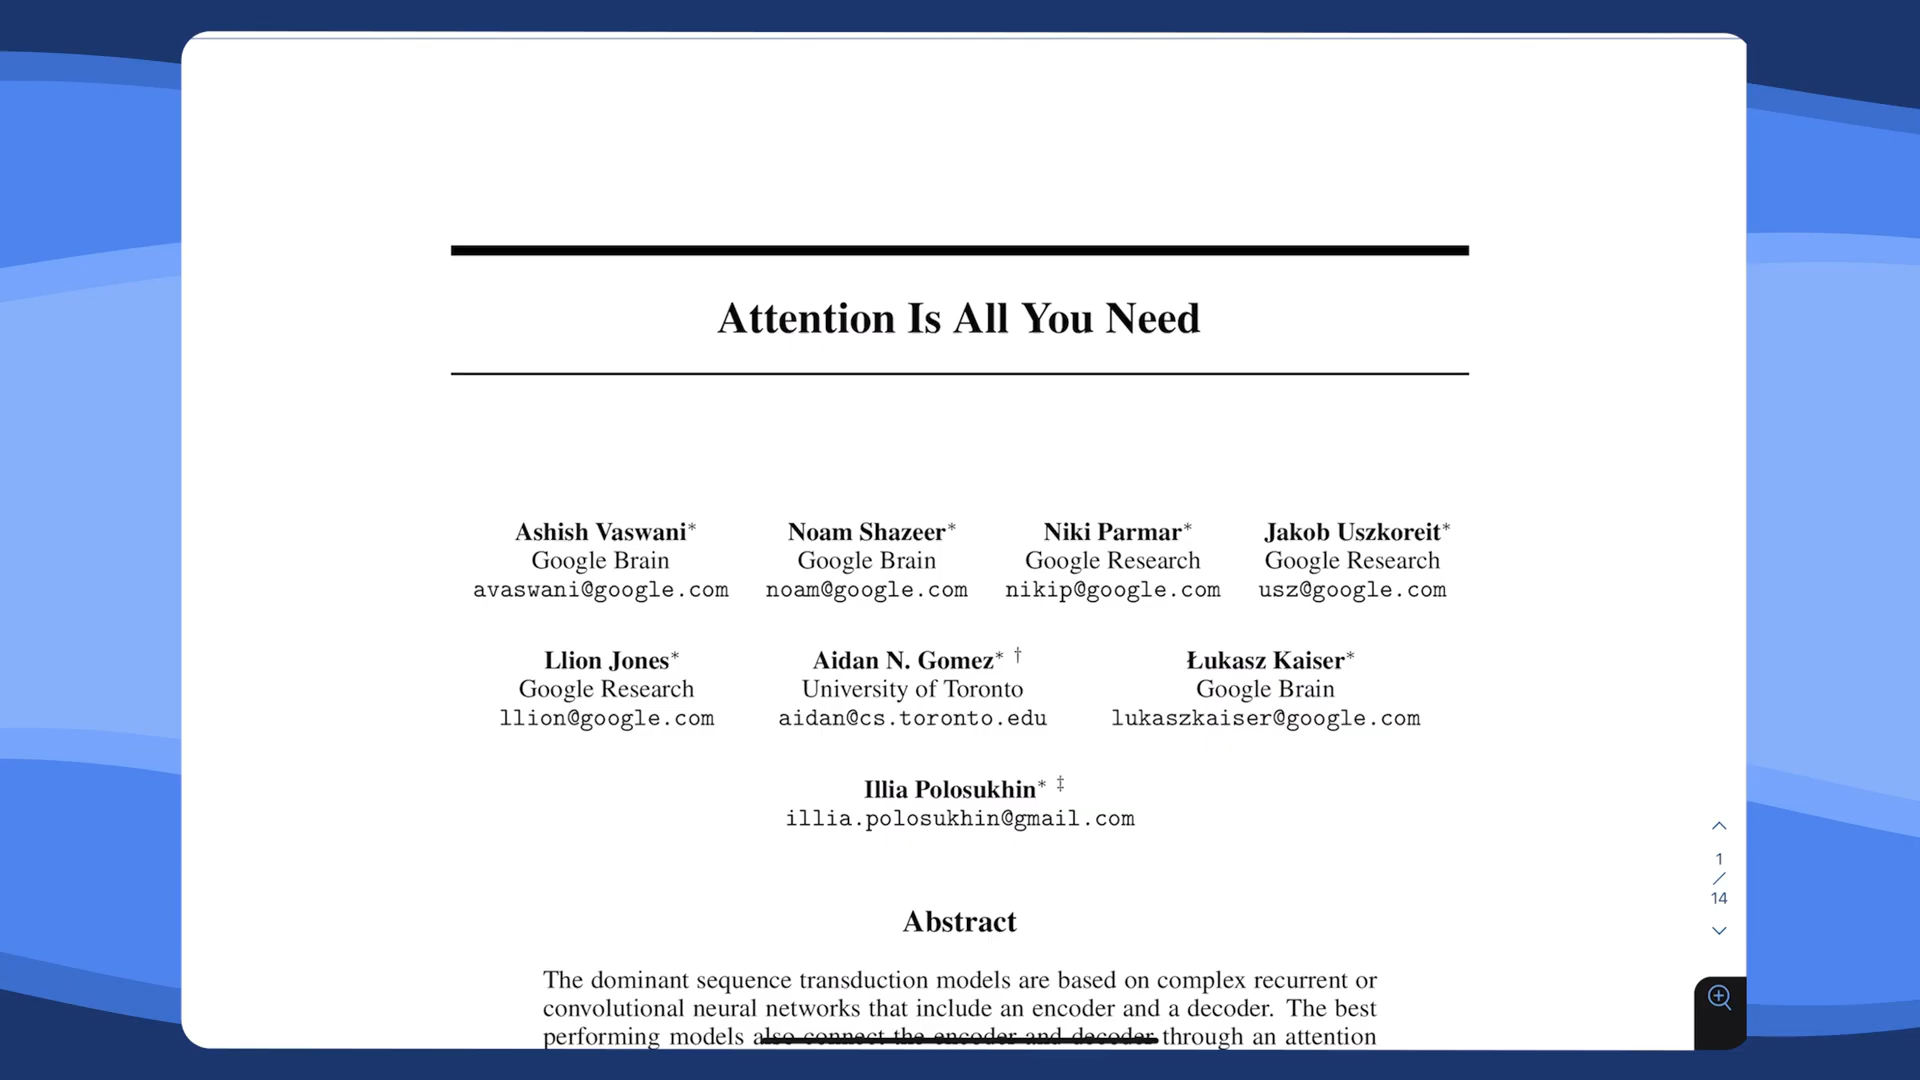 Attention Is All You Need
Ashish Vaswani* Noam Shazeer* Niki Parmar* Jakob Uszkoreit*
Google Brain Google Brain Google Research Google Research
avaswani@google.com noam@google.com nikip@google.com usz@google.com
Llion Jones* Aidan N. Gomez* † Łukasz Kaiser*
Google Research University of Toronto Google Brain
llion@google.com aidan@cs.toronto.edu lukaszkaiser@google.com
Illia Polosukhin* ‡
illia.polosukhin@gmail.com
1
/
14
Abstract
The dominant sequence transduction models are based on complex recurrent or
convolutional neural networks that include an encoder and a decoder. The best
performing models also connect the encoder and decoder through an attention